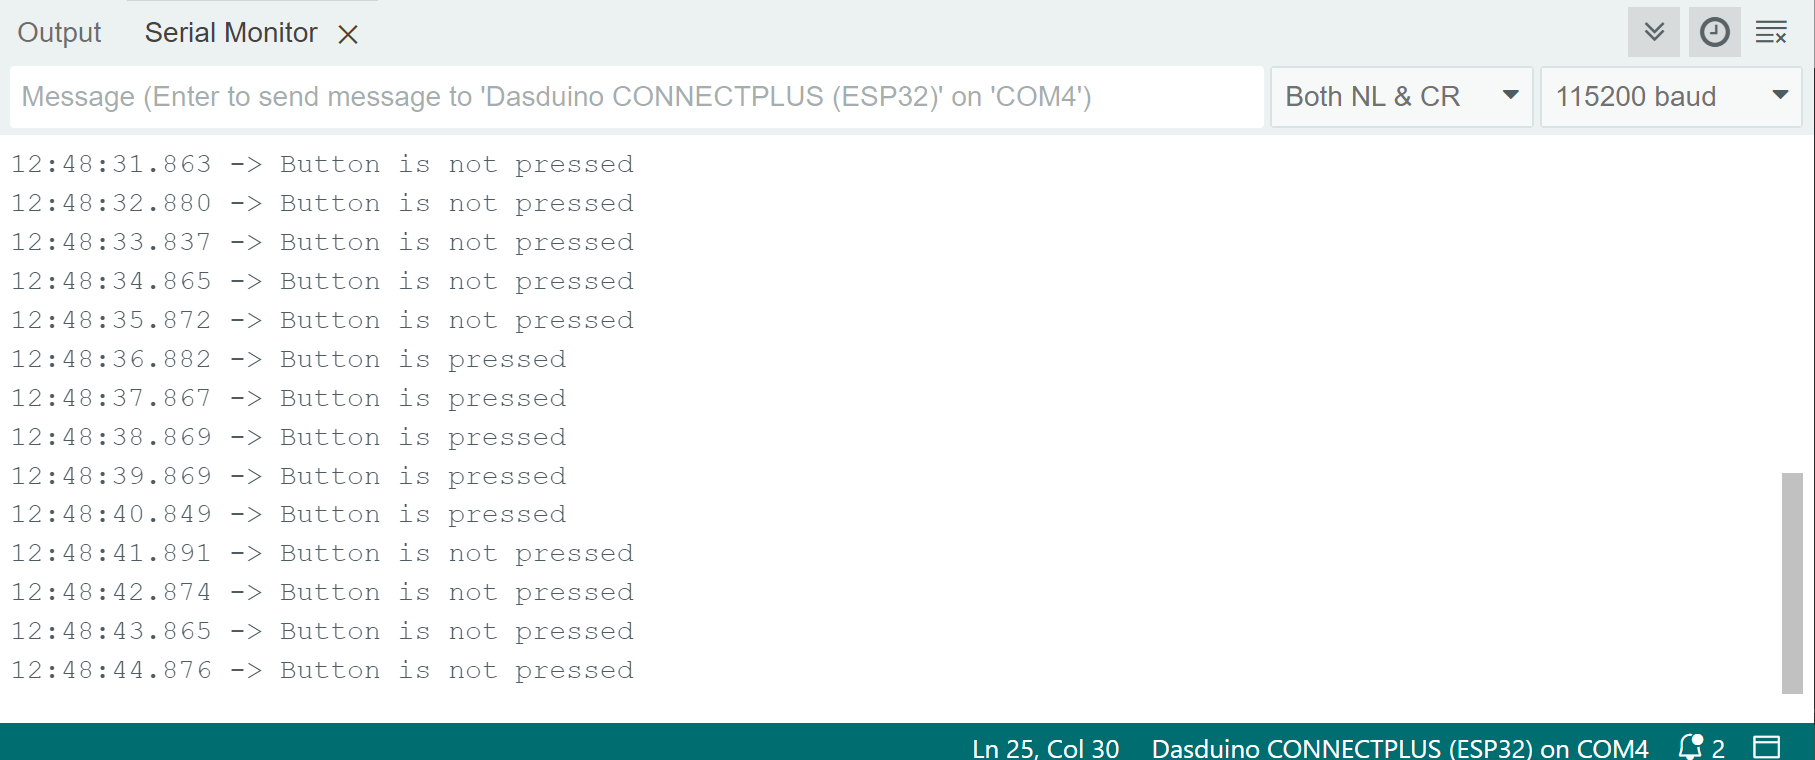 Output Serial Monitor
Message (Enter to send message to 'Dasduino CONNECTPLUS (ESP32)' on 'COM4') Both NL & CR 115200 baud
12:48:31.863 -> Button is not pressed
12:48:32.880 -> Button is not pressed
12:48:33.837 -> Button is not pressed
12:48:34.865 -> Button is not pressed
12:48:35.872 -> Button is not pressed
12:48:36.882 -> Button is pressed
12:48:37.867 -> Button is pressed
12:48:38.869 -> Button is pressed
12:48:39.869 -> Button is pressed
12:48:40.849 -> Button is pressed
12:48:41.891 -> Button is not pressed
12:48:42.874 -> Button is not pressed
12:48:43.865 -> Button is not pressed
12:48:44.876 -> Button is not pressed
Ln 25, Col 30 Dasduino CONNECTPLUS (ESP32) on COM4 2